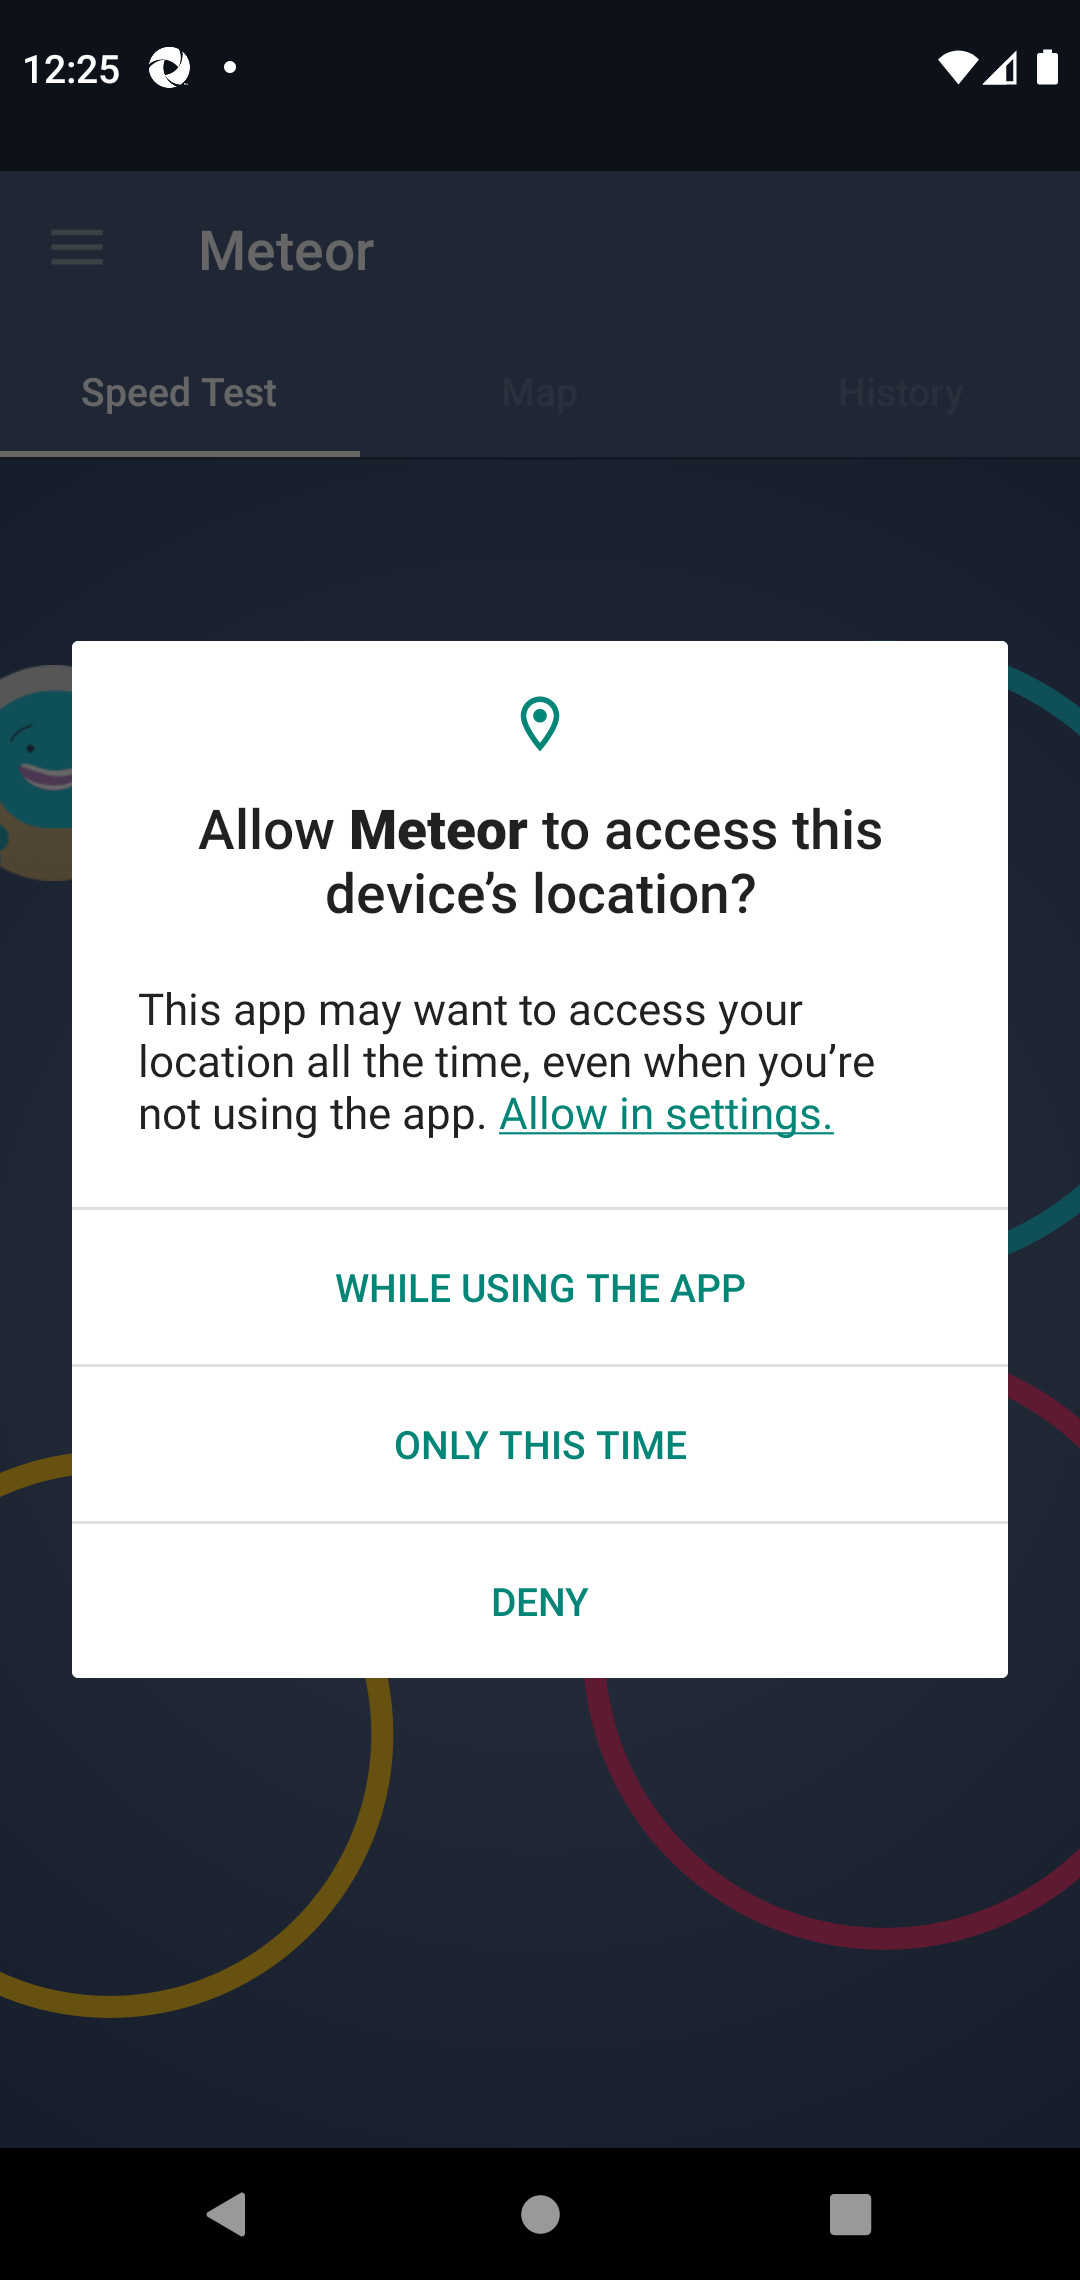 12:25
Meteor
Speed Test
Map
History
Allow Meteor to access this
device’s location?
This app may want to access your
location all the time, even when you’re
not using the app. Allow in settings.
WHILE USING THE APP
ONLY THIS TIME
DENY